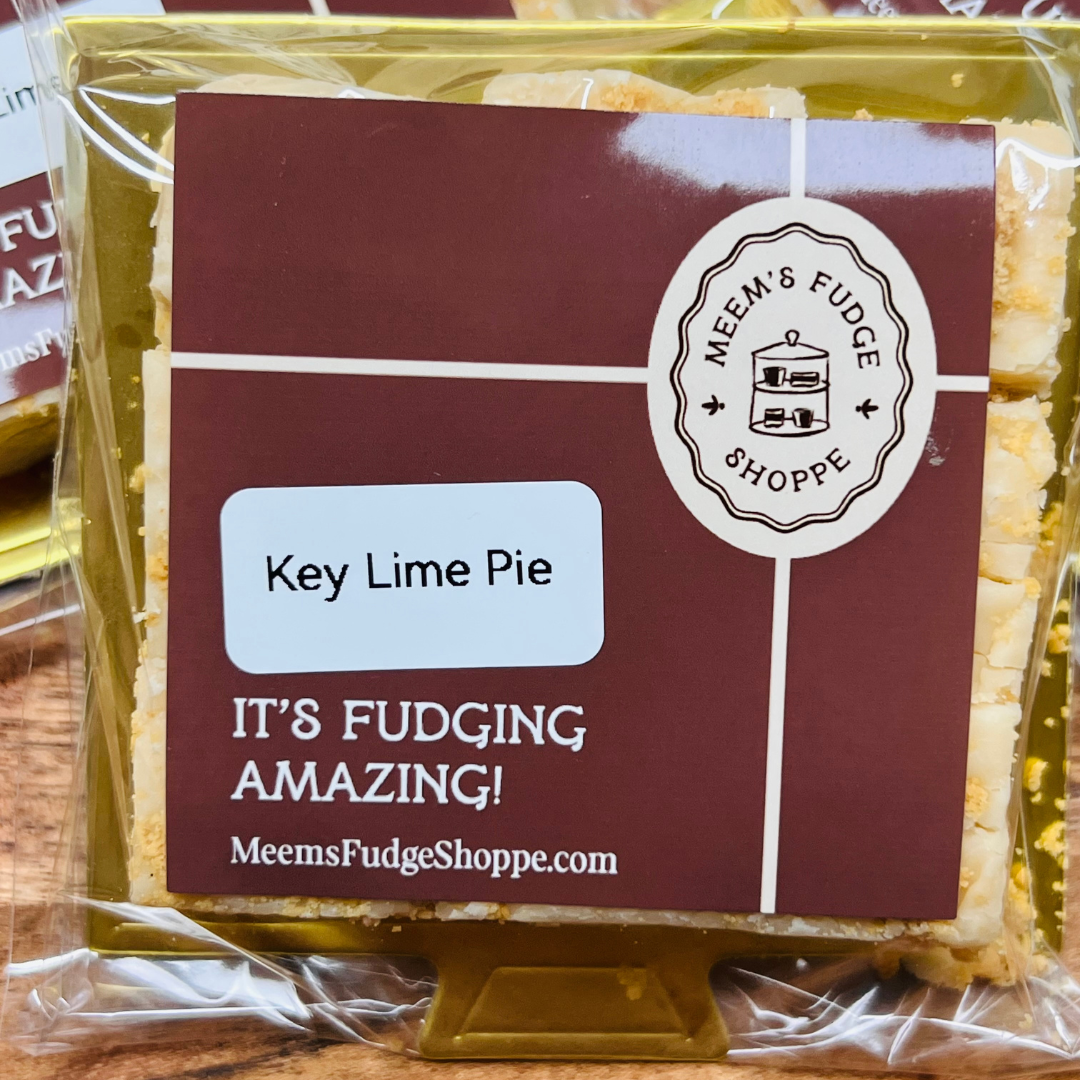 MEEM'S FUDGE
SHOPPE
Key Lime Pie
IT'S FUDGING
AMAZING!
MeemsFudgeShoppe.com